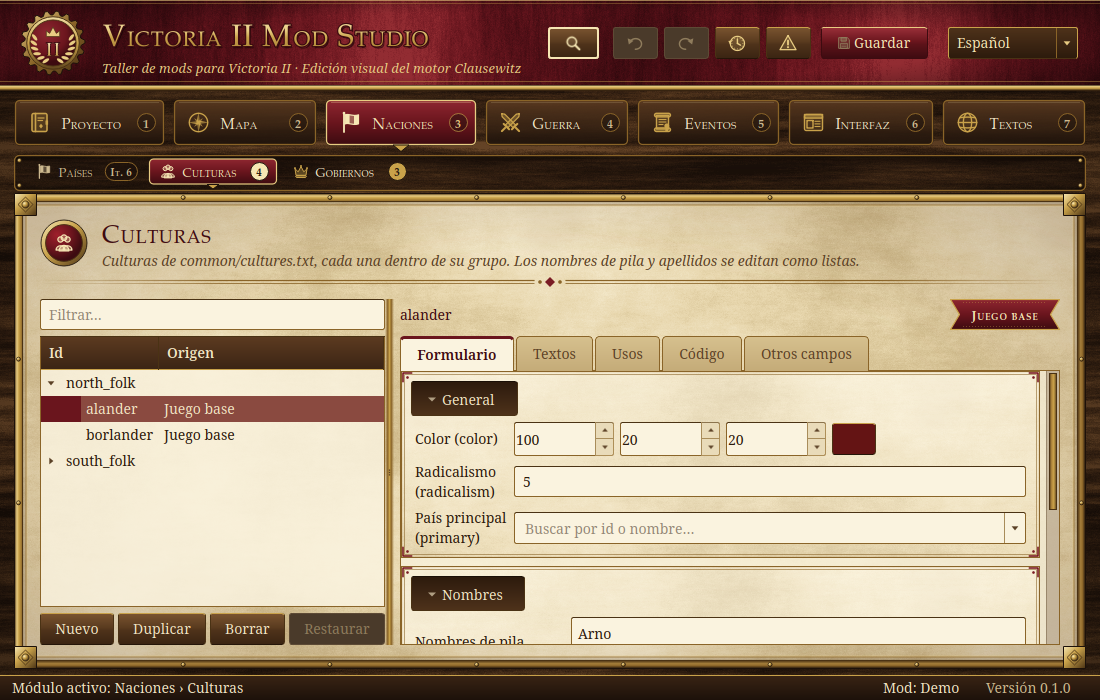 Victoria II Mod Studio
Taller de mods para Victoria II · Edición visual del motor Clausewitz
Guardar
Español
Proyecto 1
Mapa 2
Naciones 3
Guerra 4
Eventos 5
Interfaz 6
Textos 7
Países It. 6
Culturas 4
Gobiernos 3
Culturas
Culturas de common/cultures.txt, cada una dentro de su grupo. Los nombres de pila y apellidos se editan como listas.
Filtrar...
Id Origen
north_folk
alander Juego base
borlander Juego base
south_folk
Nuevo
Duplicar
Borrar
Restaurar
alander
Juego base
Formulario
Textos
Usos
Código
Otros campos
General
Color (color) 100 20 20
Radicalismo
(radicalism)
5
País principal
(primary)
Buscar por id o nombre...
Nombres
Nombres de pila
Arno
Módulo activo: Naciones › Culturas
Mod: Demo
Versión 0.1.0